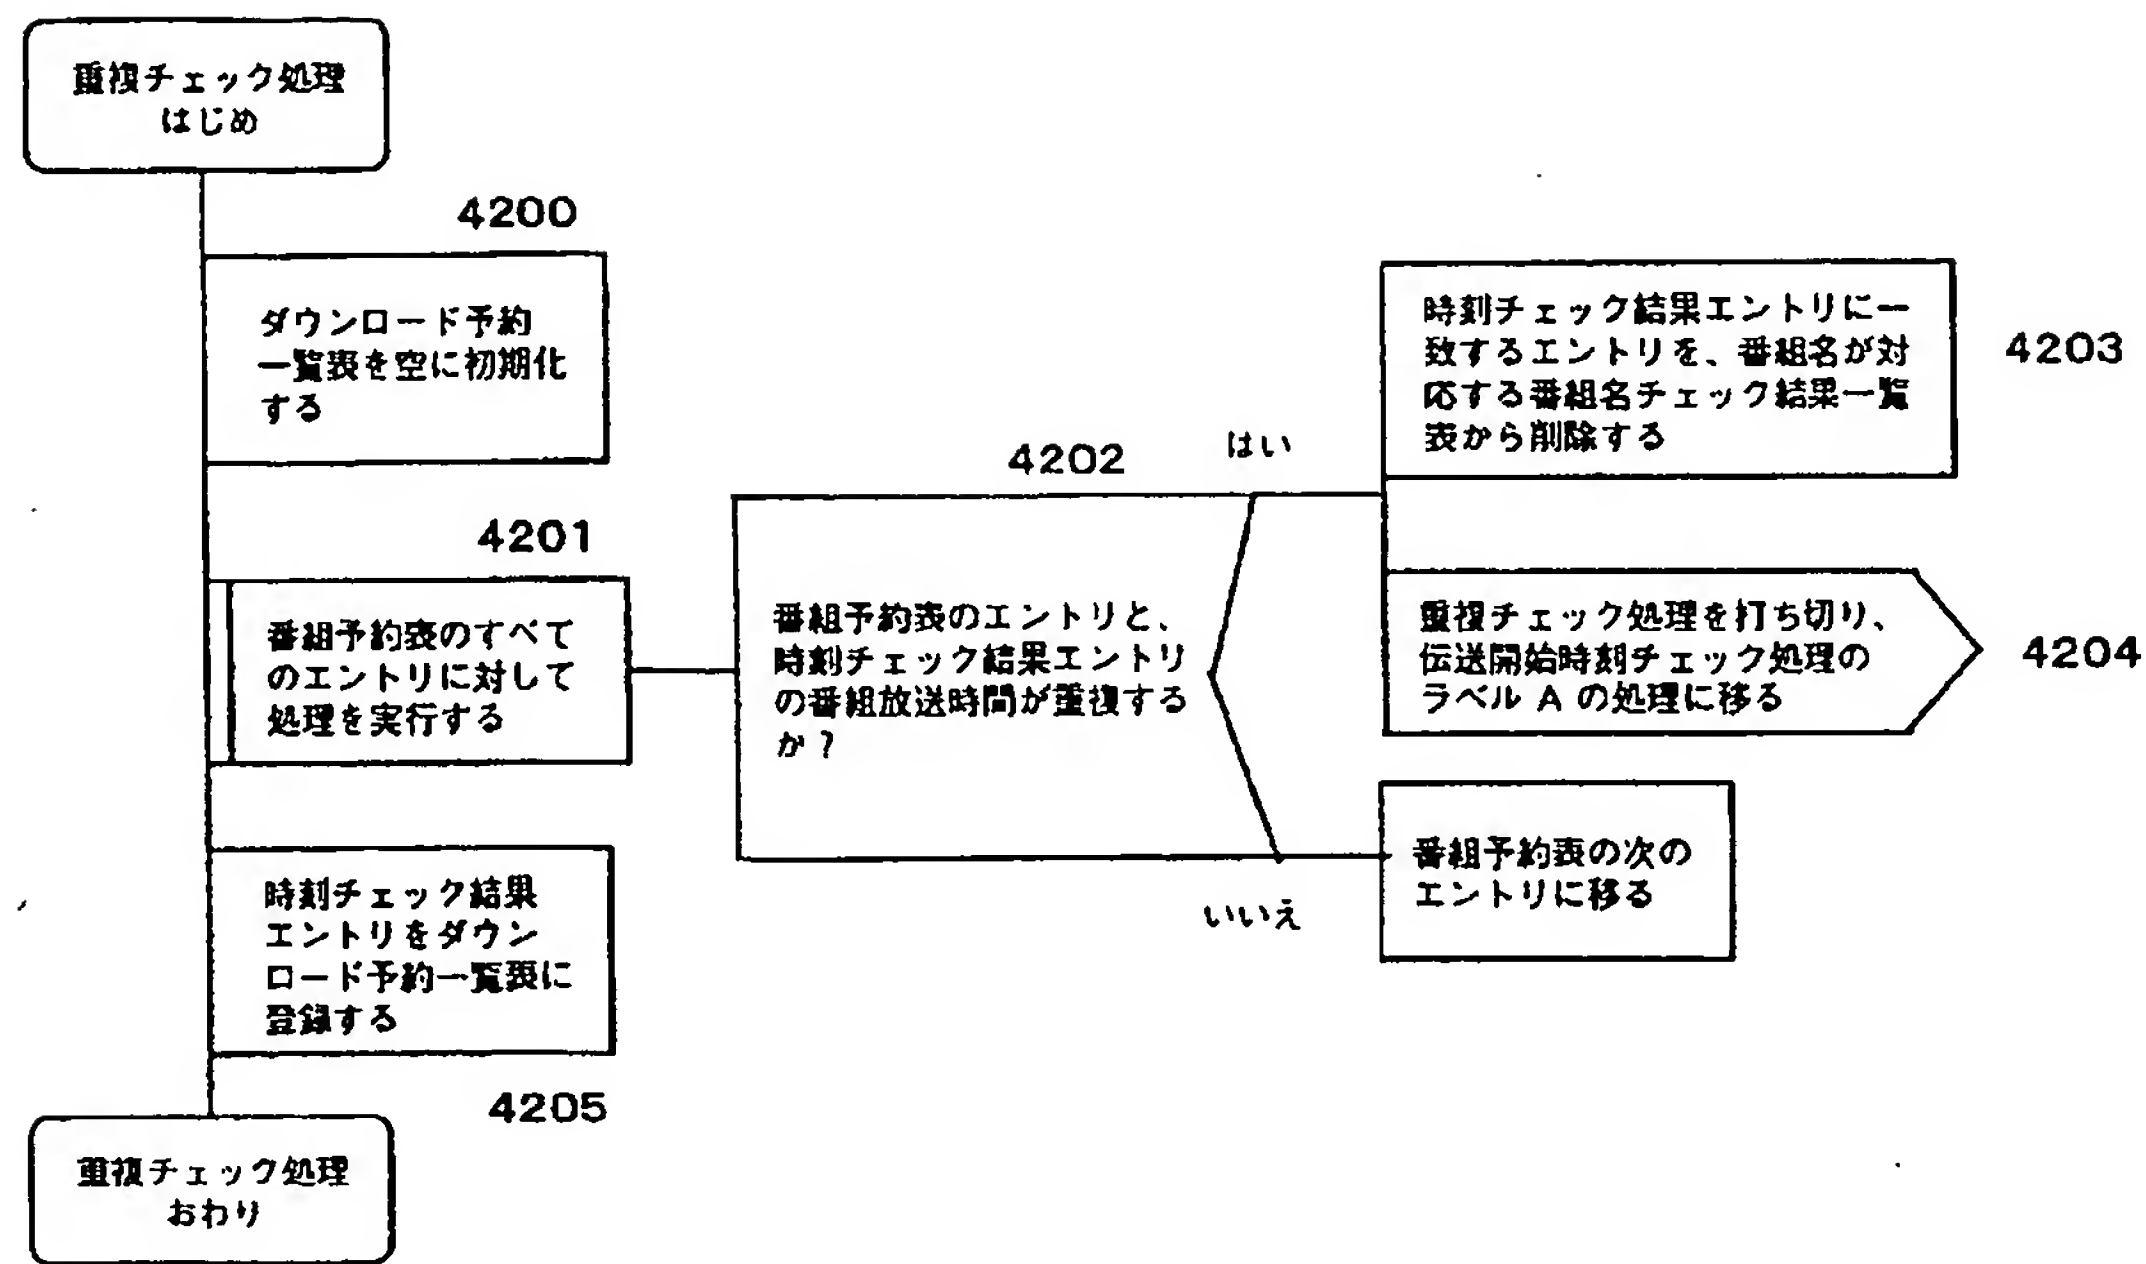 重複チェック処理
はじめ
4200
ダウンロード予約
一覧表を空に初期化
する
4201
番組予約表のすべて
のエントリに対して
処理を実行する
4202
番組予約表のエントリと、
時刻チェック結果エントリ
の番組放送時間が重複する
か?
はい
時刻チェック結果エントリに一
致するエントリを、番組名が対
応する番組名チェック結果一覧
表から削除する
4203
重複チェック処理を打ち切り、
伝送開始時刻チェック処理の
ラベル A の処理に移る
4204
いいえ
番組予約表の次の
エントリに移る
時刻チェック結果
エントリをダウン
ロード予約一覧表に
登録する
4205
重複チェック処理
おわり